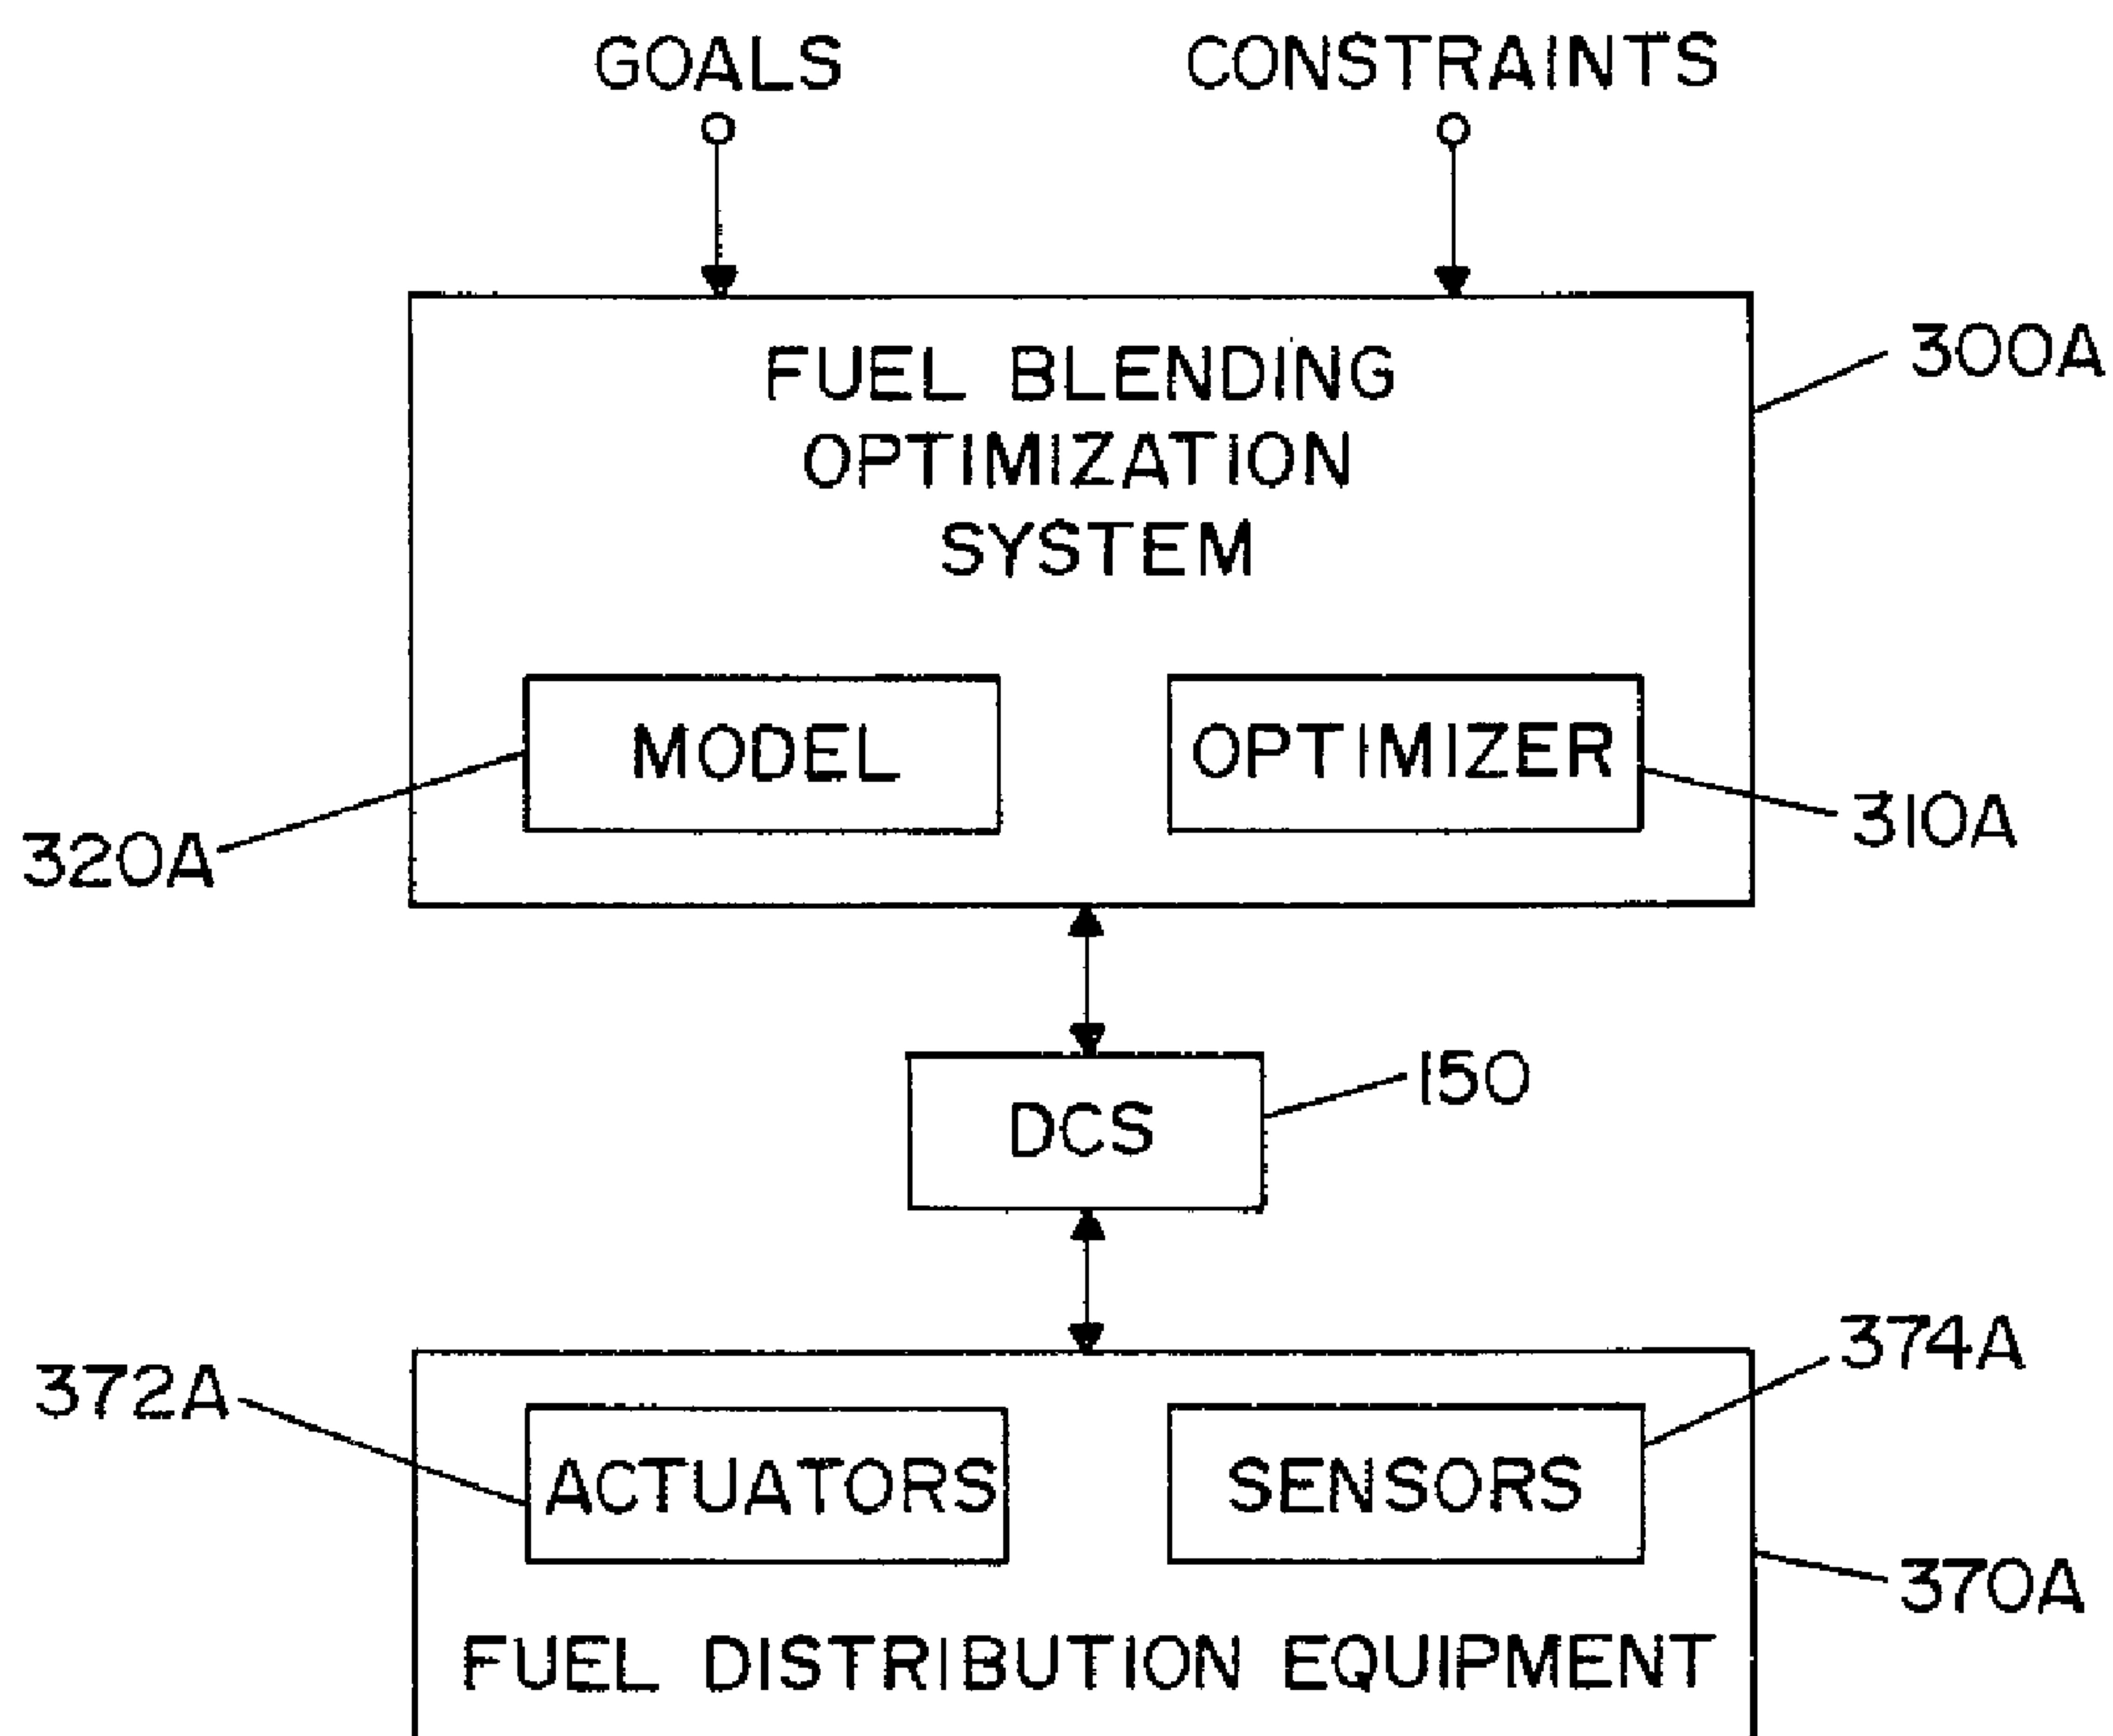 GOALS
CONSTRAINTS
FUEL BLENDING
OPTIMIZATION
SYSTEM
300A
MODEL
OPTIMIZER
320A
310A
DCS
150
372A
374A
ACTUATORS
SENSORS
370A
FUEL DISTRIBUTION EQUIPMENT